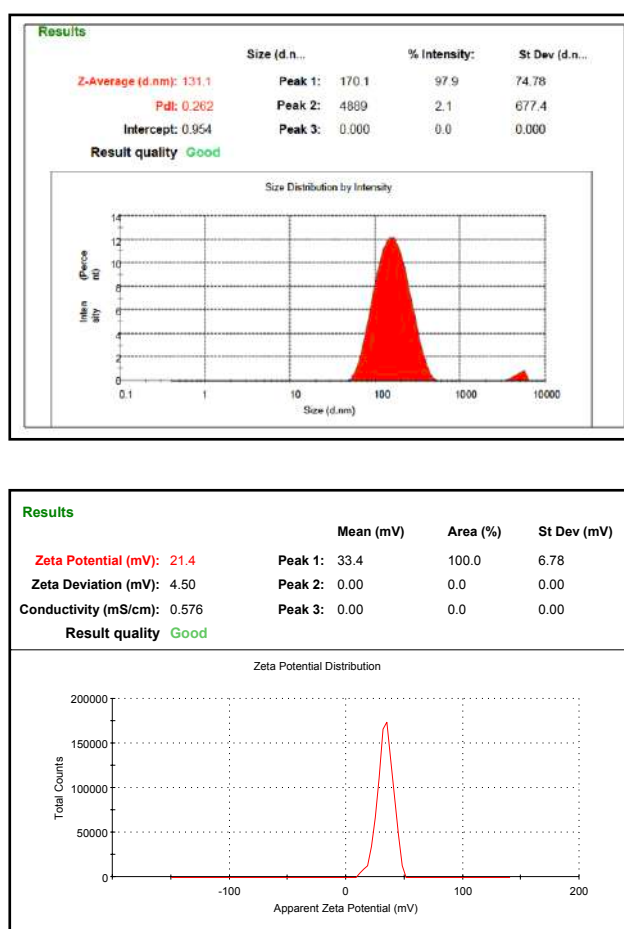 Results
Size (d.n... % Intensity: St Dev (d.n...
Z-Average (d.nm): 131.1 Peak 1: 170.1 97.9 74.78
PdI: 0.262 Peak 2: 4889 2.1 677.4
Intercept: 0.954 Peak 3: 0.000 0.0 0.000
Result quality Good
Size Distribution by Intensity
Inten sity (Perce nt)
14
12
10
8
6
4
2
0
0.1 1 10 100 1000 10000
Size (d.nm)
Results
Mean (mV) Area (%) St Dev (mV)
Zeta Potential (mV): 21.4 Peak 1: 33.4 100.0 6.78
Zeta Deviation (mV): 4.50 Peak 2: 0.00 0.0 0.00
Conductivity (mS/cm): 0.576 Peak 3: 0.00 0.0 0.00
Result quality Good
Zeta Potential Distribution
Total Counts
200000
150000
100000
50000
0
-100 0 100 200
Apparent Zeta Potential (mV)